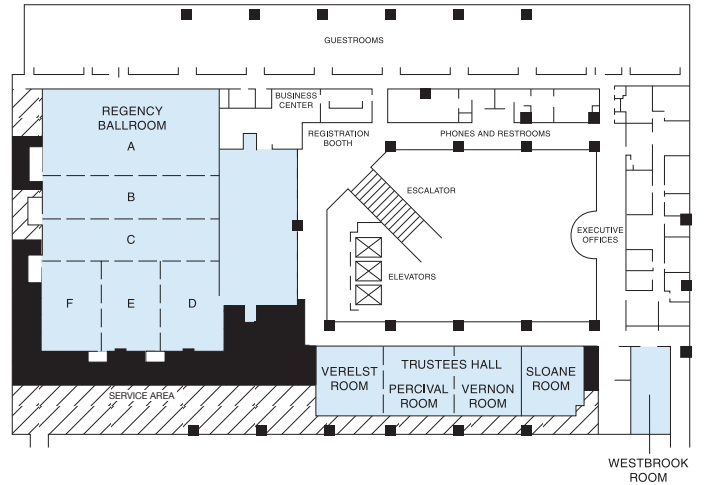 GUESTROOMS
BUSINESS
CENTER
REGENCY
BALLROOM
A
REGISTRATION
BOOTH
PHONES AND RESTROOMS
B
ESCALATOR
C
EXECUTIVE
OFFICES
ELEVATORS
F
E
D
VERELST
ROOM
TRUSTEES HALL
PERCIVAL
ROOM
VERNON
ROOM
SLOANE
ROOM
SERVICE AREA
WESTBROOK
ROOM